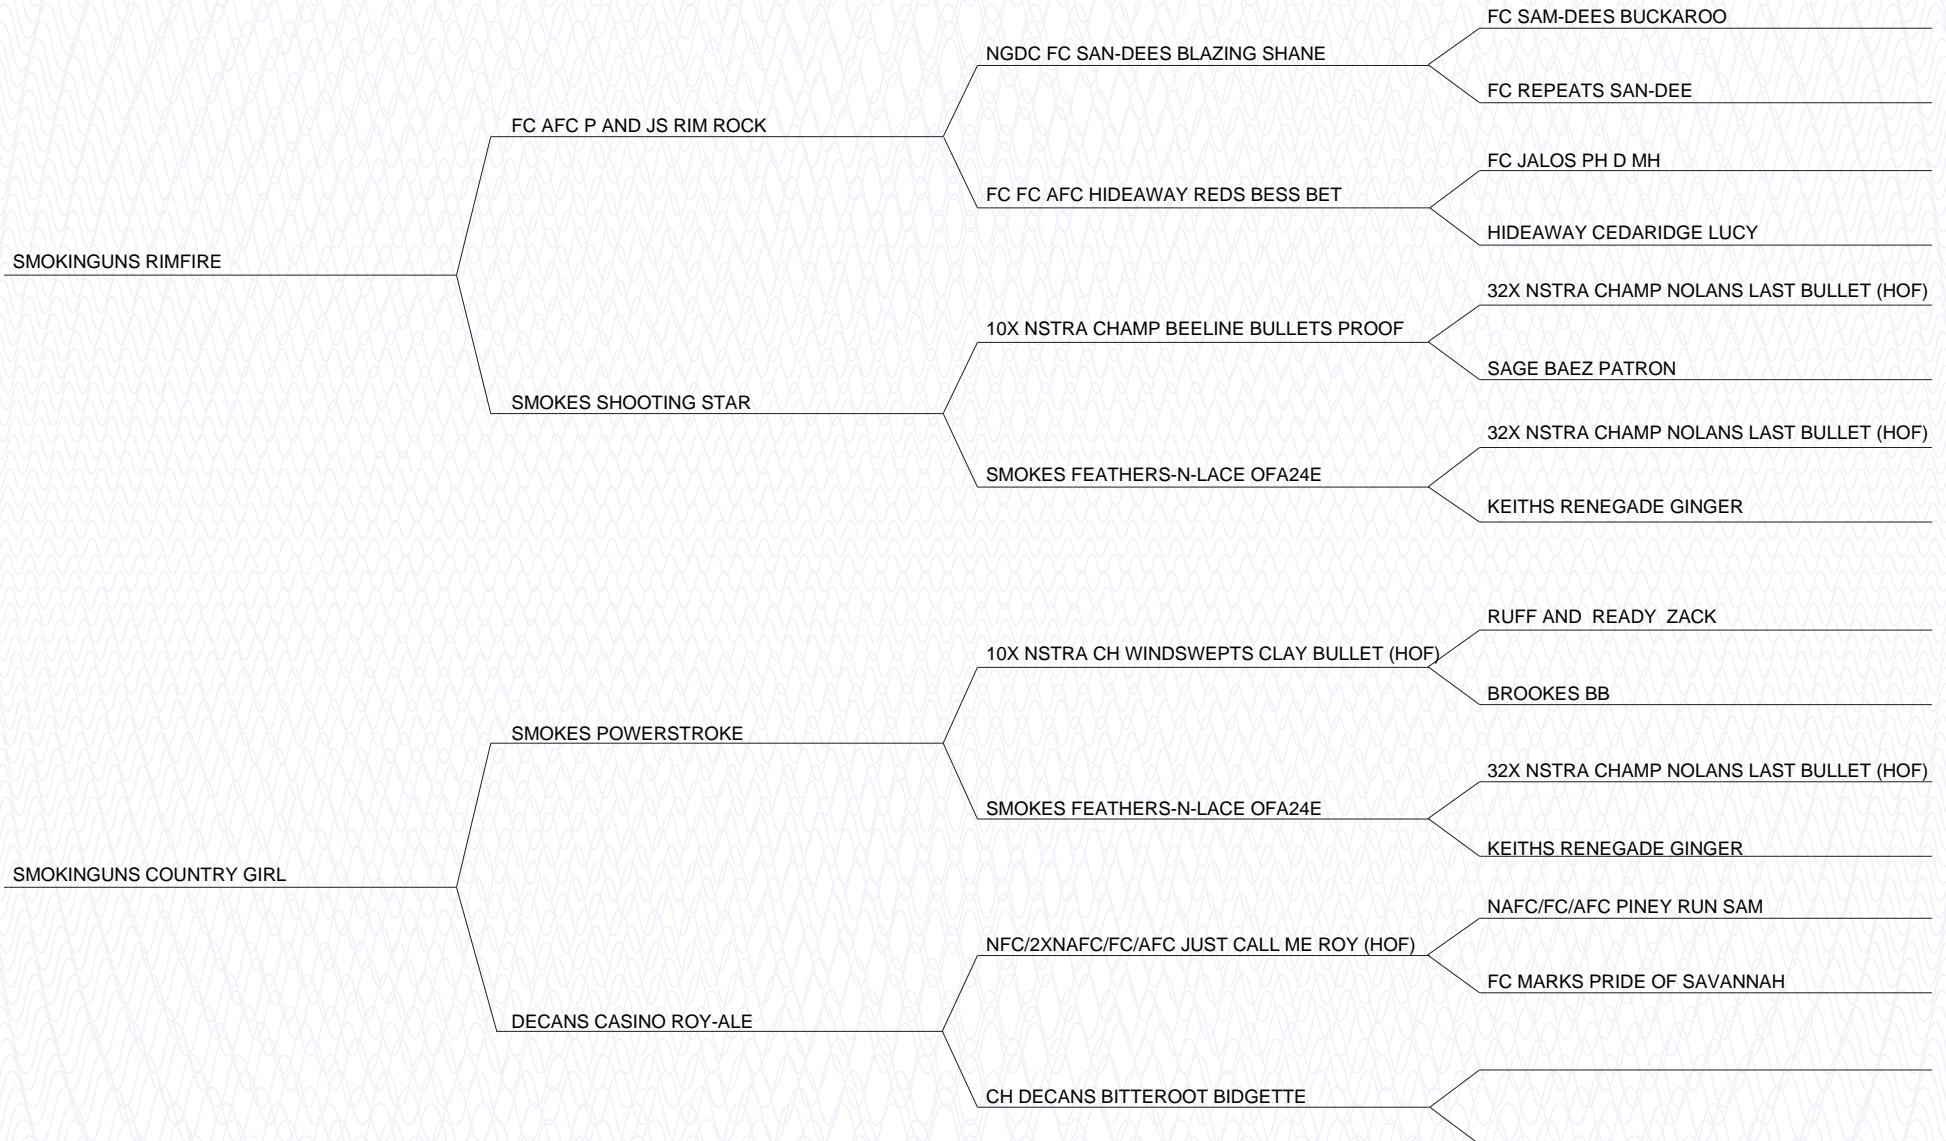 FC SAM-DEES BUCKAROO
NGDC FC SAN-DEES BLAZING SHANE
FC REPEATS SAN-DEE
FC AFC P AND JS RIM ROCK
FC JALOS PH D MH
FC FC AFC HIDEAWAY REDS BESS BET
HIDEAWAY CEDARIDGE LUCY
SMOKINGUNS RIMFIRE
32X NSTRA CHAMP NOLANS LAST BULLET (HOF)
10X NSTRA CHAMP BEELINE BULLETS PROOF
SAGE BAEZ PATRON
SMOKES SHOOTING STAR
32X NSTRA CHAMP NOLANS LAST BULLET (HOF)
SMOKES FEATHERS-N-LACE OFA24E
KEITHS RENEGADE GINGER
RUFF AND  READY  ZACK
10X NSTRA CH WINDSWEPTS CLAY BULLET (HOF)
BROOKES BB
SMOKES POWERSTROKE
32X NSTRA CHAMP NOLANS LAST BULLET (HOF)
SMOKES FEATHERS-N-LACE OFA24E
KEITHS RENEGADE GINGER
SMOKINGUNS COUNTRY GIRL
NAFC/FC/AFC PINEY RUN SAM
NFC/2XNAFC/FC/AFC JUST CALL ME ROY (HOF)
FC MARKS PRIDE OF SAVANNAH
DECANS CASINO ROY-ALE
CH DECANS BITTEROOT BIDGETTE